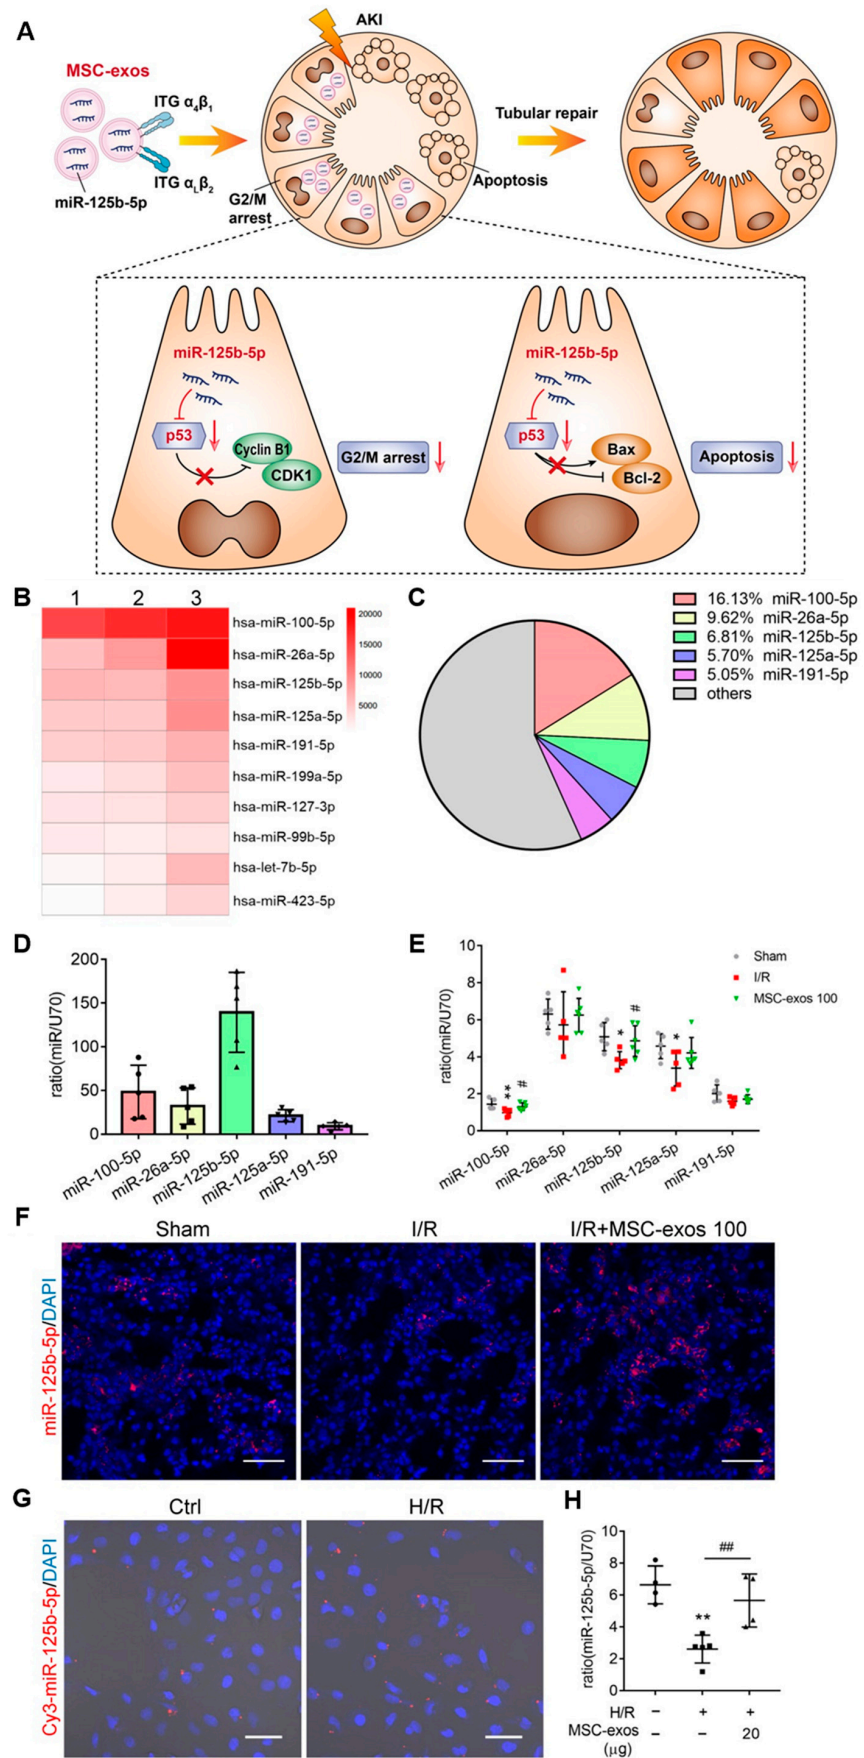 A
AKI
MSC-exos
ITG α4β1
Tubular repair
ITG αLβ2
miR-125b-5p
G2/M
arrest
Apoptosis
miR-125b-5p
miR-125b-5p
p53
Cyclin B1
CDK1
G2/M arrest
p53
Bax
Bcl-2
Apoptosis
B
1 2 3
hsa-miR-100-5p
hsa-miR-26a-5p
hsa-miR-125b-5p
hsa-miR-125a-5p
hsa-miR-191-5p
hsa-miR-199a-5p
hsa-miR-127-3p
hsa-miR-99b-5p
hsa-let-7b-5p
hsa-miR-423-5p
20000
15000
10000
5000
C
16.13% miR-100-5p
9.62% miR-26a-5p
6.81% miR-125b-5p
5.70% miR-125a-5p
5.05% miR-191-5p
others
D
ratio(miR/U70)
200
150
100
50
0
miR-100-5p
miR-26a-5p
miR-125b-5p
miR-125a-5p
miR-191-5p
E
ratio(miR/U70)
10
8
6
4
2
0
Sham
I/R
MSC-exos 100
**
#
*
#
*
miR-100-5p
miR-26a-5p
miR-125b-5p
miR-125a-5p
miR-191-5p
F
Sham
I/R
I/R+MSC-exos 100
miR-125b-5p/DAPI
G
Ctrl
H/R
Cy3-miR-125b-5p/DAPI
H
ratio(miR-125b-5p/U70)
10
8
6
4
2
0
**
##
H/R − + +
MSC-exos − − 20
(μg)